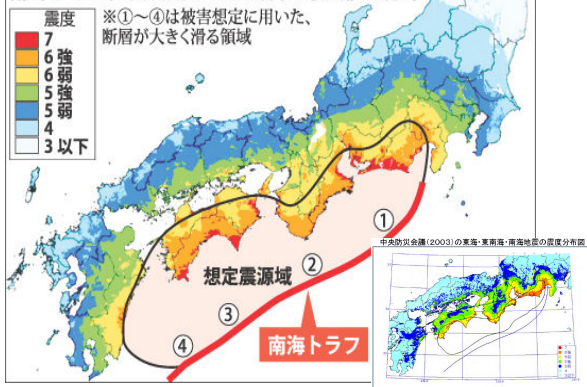 震度
7
6強
6弱
5強
5弱
4
3以下
※①～④は被害想定に用いた、
断層が大きく滑る領域
①
②
③
④
想定震源域
南海トラフ
中央防災会議(2003)の東海・東南海・南海地震の震度分布図